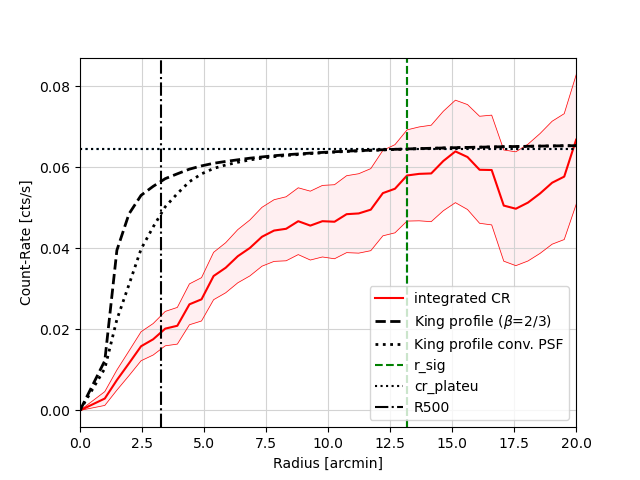 0.08
0.06
0.04
0.02
0.00
Count-Rate [cts/s]
integrated CR
King profile (β=2/3)
King profile conv. PSF
r_sig
cr_plateu
R500
0.0 2.5 5.0 7.5 10.0 12.5 15.0 17.5 20.0
Radius [arcmin]